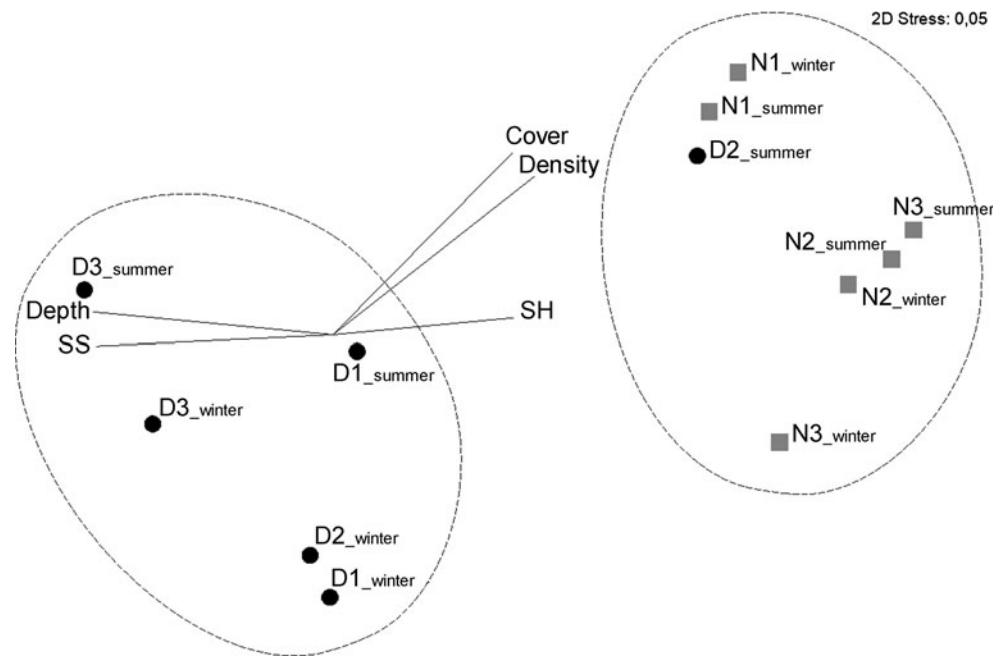 2D Stress: 0,05
N1_winter
N1_summer
Cover
D2_summer
Density
N3_summer
N2_summer
D3_summer
N2_winter
Depth
SH
SS
D1_summer
D3_winter
N3_winter
D2_winter
D1_winter